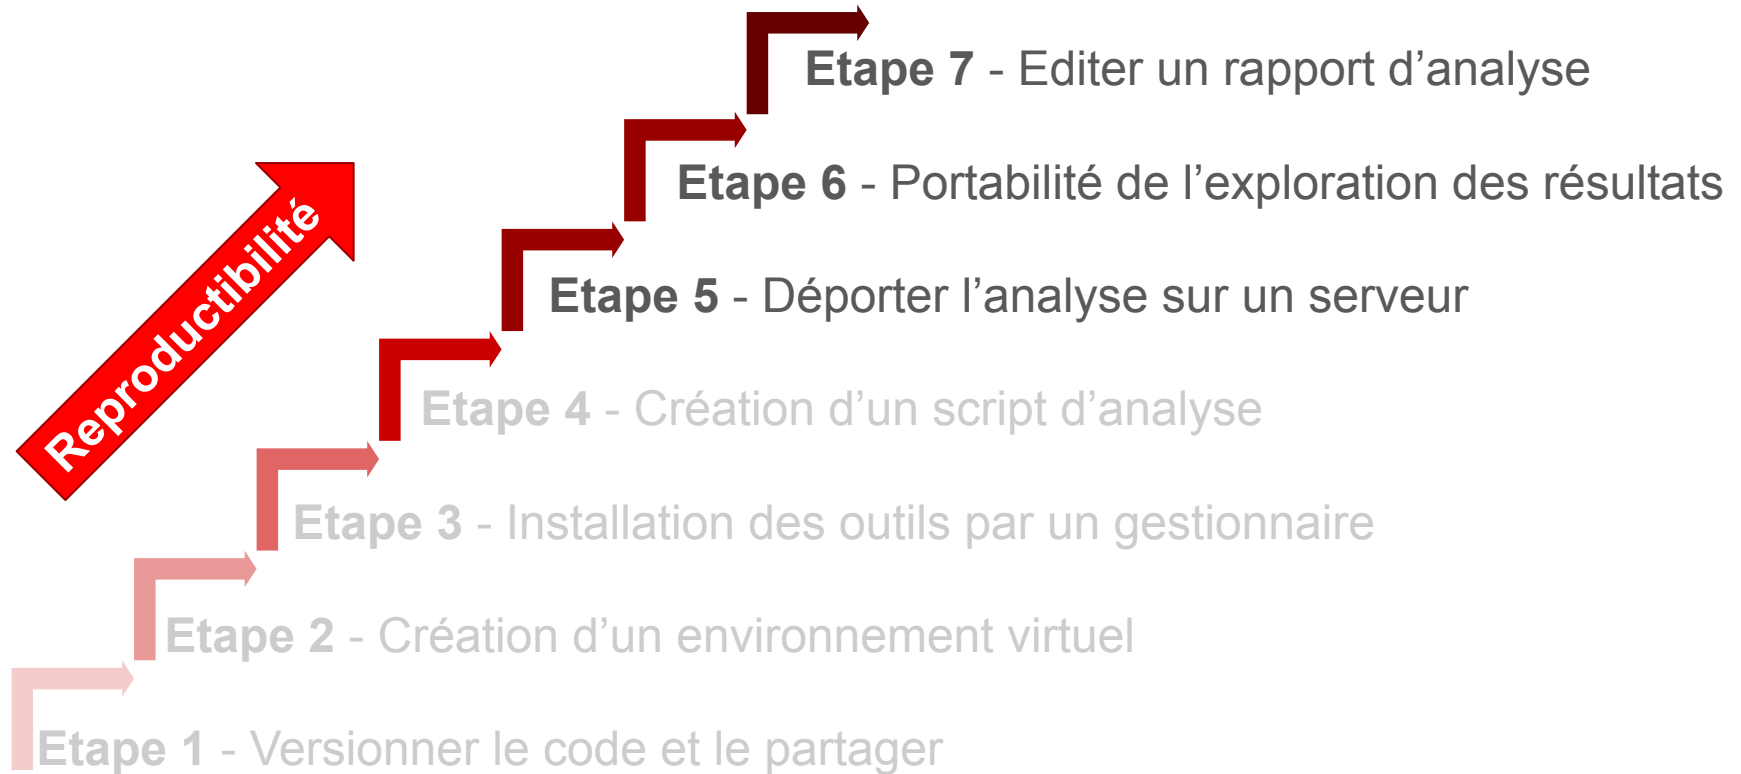 Etape 7 - Editer un rapport d’analyse
Etape 6 - Portabilité de l’exploration des résultats
Reproductibilité
Etape 5 - Déporter l’analyse sur un serveur
Etape 4 - Création d’un script d’analyse
Etape 3 - Installation des outils par un gestionnaire
Etape 2 - Création d’un environnement virtuel
Etape 1 - Versionner le code et le partager